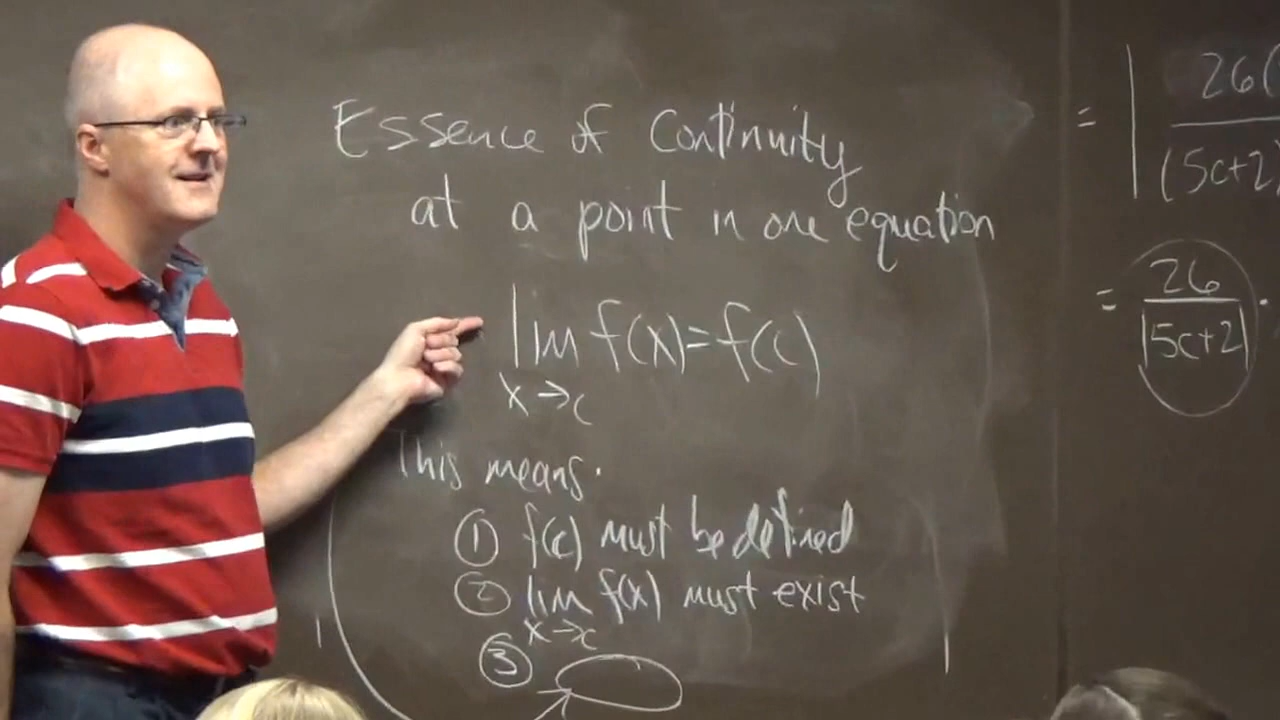 Essence of Continuity
at a point in one equation
lim f(x)=f(c)
x→c
This means.
① f(c) must be defined
② lim f(x) must exist
x→c
③
= | 26(
(5c+2)
= 26
|5c+2| ·